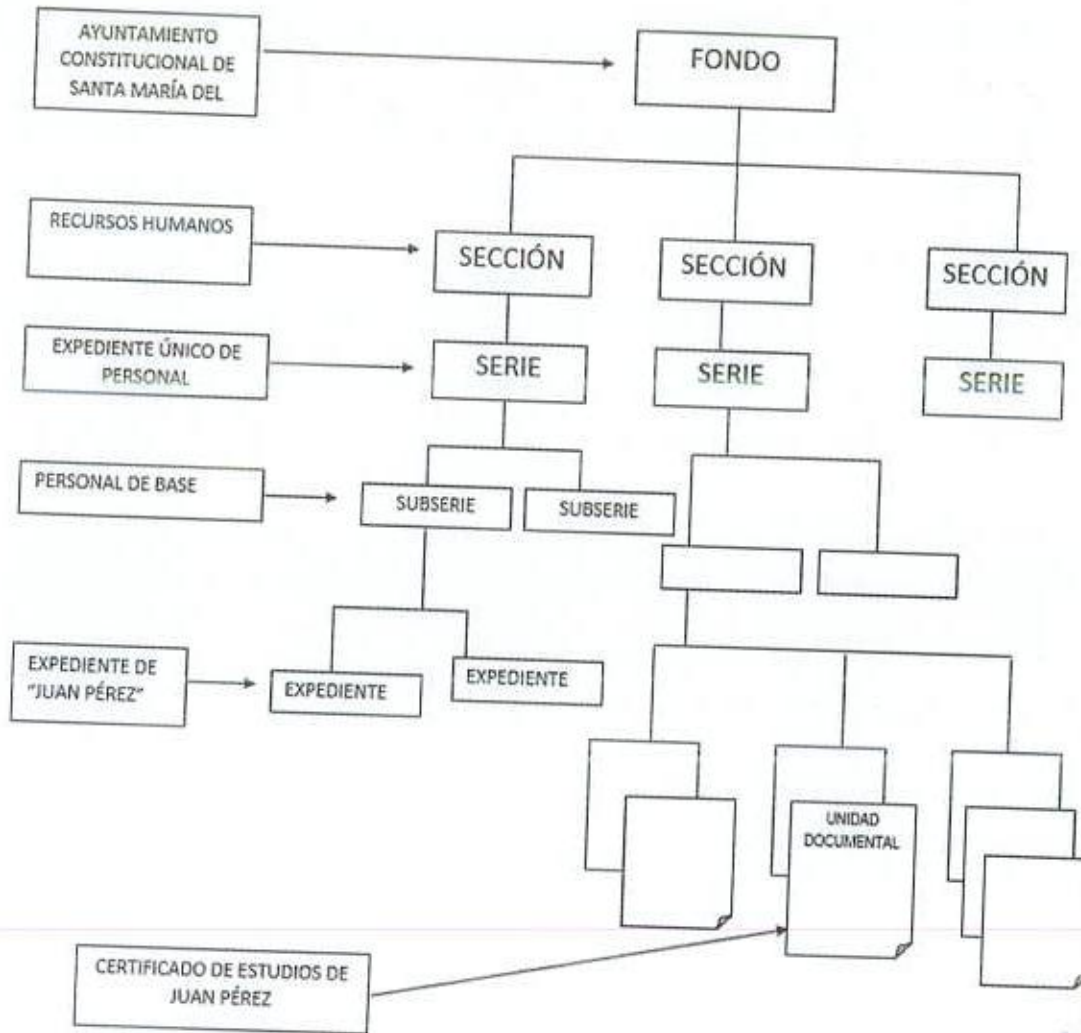 AYUNTAMIENTO
CONSTITUCIONAL DE
SANTA MARÍA DEL
FONDO
RECURSOS HUMANOS
SECCIÓN
SECCIÓN
SECCIÓN
EXPEDIENTE ÚNICO DE
PERSONAL
SERIE
SERIE
SERIE
PERSONAL DE BASE
SUBSERIE
SUBSERIE
EXPEDIENTE DE
"JUAN PÉREZ"
EXPEDIENTE
EXPEDIENTE
UNIDAD
DOCUMENTAL
CERTIFICADO DE ESTUDIOS DE
JUAN PÉREZ